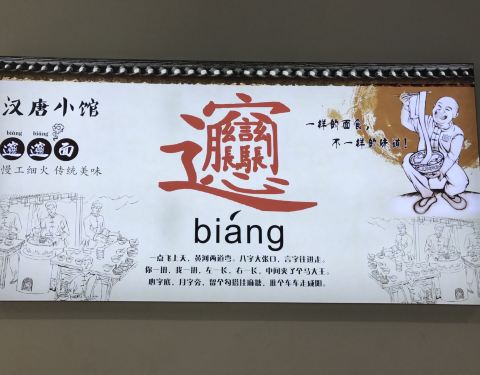 汉唐小馆
biáng biáng
𰻞𰻞面
慢工细火 传统美味
𰻞
biáng
一点飞上天，黄河两道弯。八字大张口，言字往进走。
你一扭，我一扭，左一长，右一长，中间夹了个马大王。
心字底，月字旁，留个勾搭挂麻糖，推个车车走咸阳。
一样的面食，
不一样的味道！